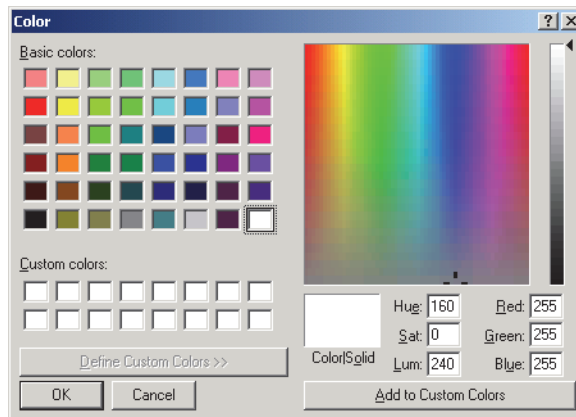 Color
Basic colors:
Custom colors:
Define Custom Colors >>
OK Cancel
Hue: 160 Red: 255
Sat: 0 Green: 255
Color|Solid Lum: 240 Blue: 255
Add to Custom Colors